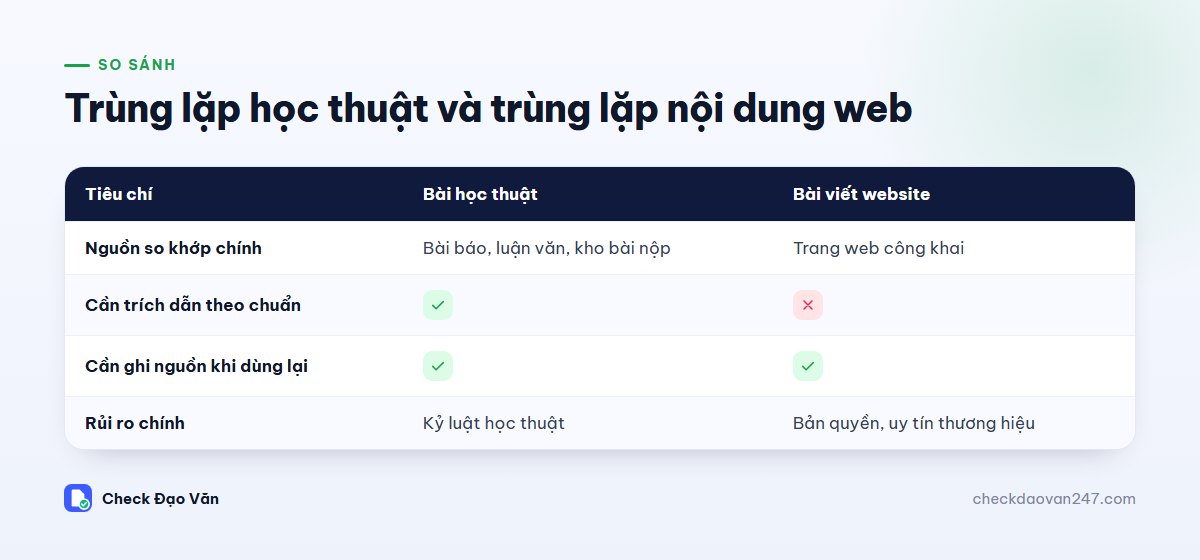 SO SÁNH
Trùng lặp học thuật và trùng lặp nội dung web
Tiêu chí Bài học thuật Bài viết website
Nguồn so khớp chính Bài báo, luận văn, kho bài nộp Trang web công khai
Cần trích dẫn theo chuẩn
Cần ghi nguồn khi dùng lại
Rủi ro chính Kỷ luật học thuật Bản quyền, uy tín thương hiệu
Check Đạo Văn checkdaovan247.com